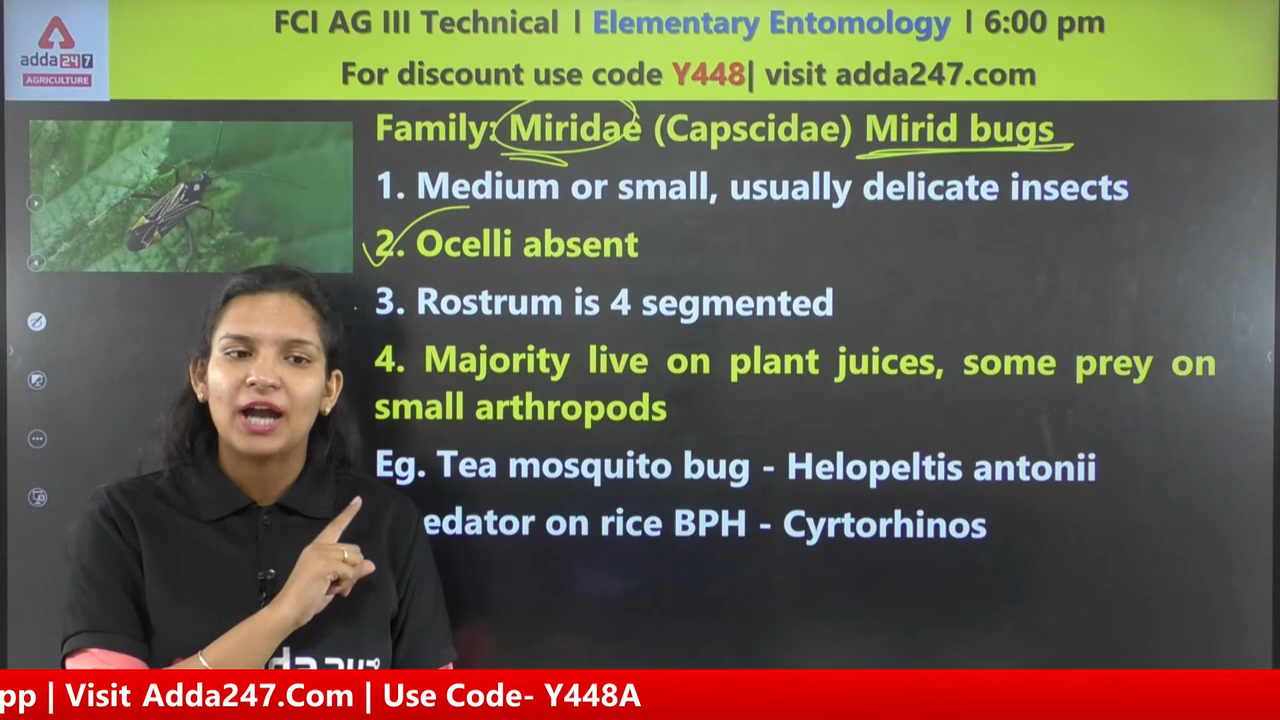 FCI AG III Technical | Elementary Entomology | 6:00 pm
For discount use code Y448| visit adda247.com
adda247
AGRICULTURE
Family: Miridae (Capscidae) Mirid bugs
1. Medium or small, usually delicate insects
2. Ocelli absent
3. Rostrum is 4 segmented
4. Majority live on plant juices, some prey on
small arthropods
Eg. Tea mosquito bug - Helopeltis antonii
edator on rice BPH - Cyrtorhinos
pp | Visit Adda247.Com | Use Code- Y448A